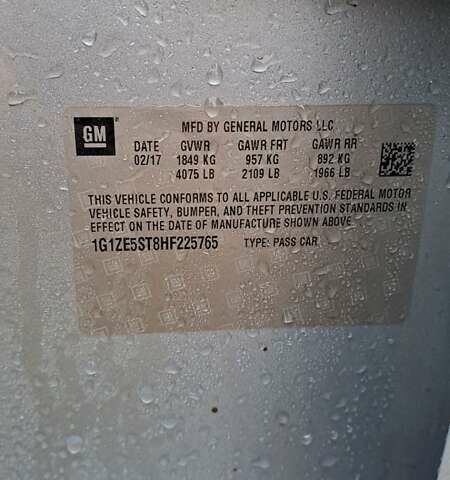 GM
MFD BY GENERAL MOTORS LLC
DATE GVWR GAWR FRT GAWR RR
02/17 1849 KG 957 KG 892 KG
4075 LB 2109 LB 1966 LB
THIS VEHICLE CONFORMS TO ALL APPLICABLE U.S. FEDERAL MOTOR
VEHICLE SAFETY, BUMPER, AND THEFT PREVENTION STANDARDS IN
EFFECT ON THE DATE OF MANUFACTURE SHOWN ABOVE.
1G1ZE5ST8HF225765 TYPE: PASS CAR